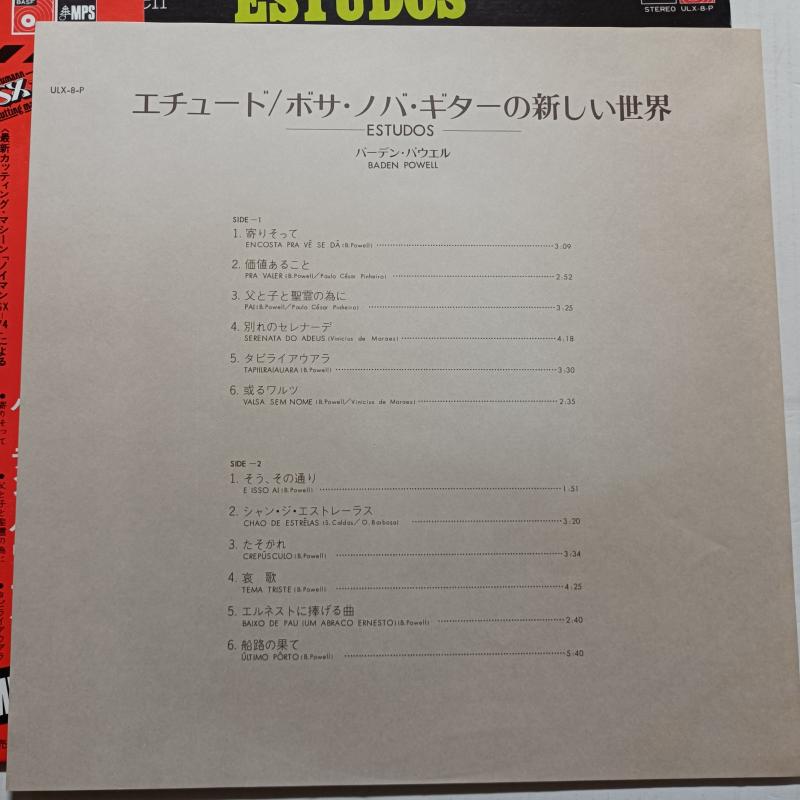 BASF
MPS
ESTUDOS
STEREO ULX-8-P
ULX-8-P
エチュード/ボサ・ノバ・ギターの新しい世界
ESTUDOS
バーデン・パウエル
BADEN POWELL
SIDE-1
1. 寄りそって
ENCOSTA PRA VÊ SE DÁ (B.Powell) 3:09
2. 価値あること
PRA VALER (B.Powell/Paulo César Pinheiro) 2:52
3. 父と子と聖霊の為に
PAI (B.Powell/Paulo César Pinheiro) 3:25
4. 別れのセレナーデ
SERENATA DO ADEUS (Vinicius de Moraes) 4:18
5. タピライアウアラ
TAPIILRAIAUARA (B.Powell) 3:30
6. 或るワルツ
VALSA SEM NOME (B.Powell/Vinicius de Moraes) 2:35
SIDE-2
1. そう、その通り
E ISSO AI (B.Powell) 1:51
2. シャン・ジ・エストレーラス
CHAO DE ESTRÊLAS (S. Caldas/O. Barbosa) 3:20
3. たそがれ
CREPÚSCULO (B.Powell) 3:34
4. 哀 歌
TEMA TRISTE (B.Powell) 4:25
5. エルネストに捧げる曲
BAIXO DE PAU (UM ABRACO ERNESTO) (B.Powell) 2:40
6. 船路の果て
ÚLTIMO PÔRTO (B.Powell) 5:40